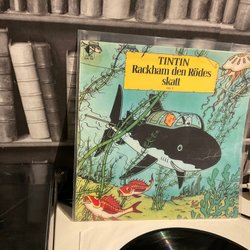 TINTIN
Rackham den Rödes
skatt